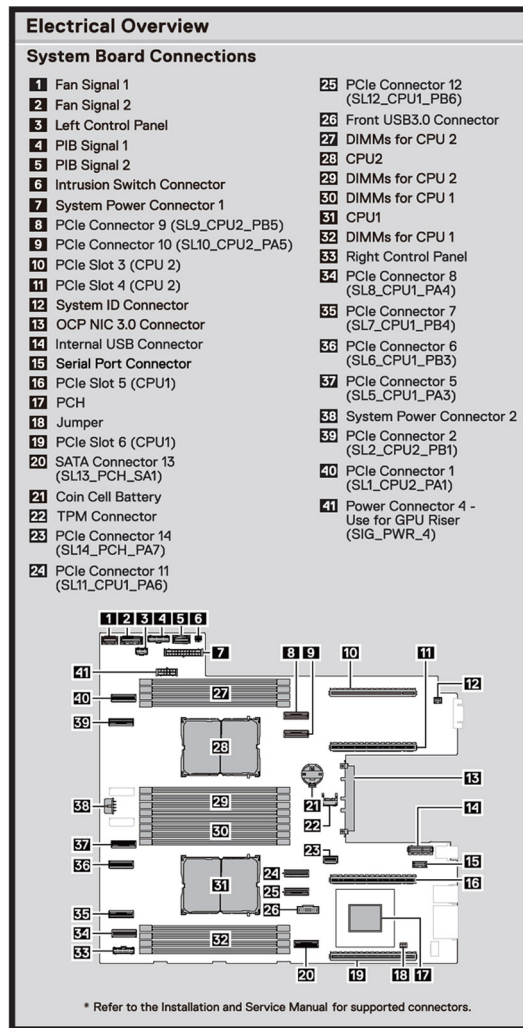 Electrical Overview
System Board Connections
1 Fan Signal 1
2 Fan Signal 2
3 Left Control Panel
4 PIB Signal 1
5 PIB Signal 2
6 Intrusion Switch Connector
7 System Power Connector 1
8 PCIe Connector 9 (SL9_CPU2_PB5)
9 PCIe Connector 10 (SL10_CPU2_PA5)
10 PCIe Slot 3 (CPU 2)
11 PCIe Slot 4 (CPU 2)
12 System ID Connector
13 OCP NIC 3.0 Connector
14 Internal USB Connector
15 Serial Port Connector
16 PCIe Slot 5 (CPU1)
17 PCH
18 Jumper
19 PCIe Slot 6 (CPU1)
20 SATA Connector 13
(SL13_PCH_SA1)
21 Coin Cell Battery
22 TPM Connector
23 PCIe Connector 14
(SL14_PCH_PA7)
24 PCIe Connector 11
(SL11_CPU1_PA6)
25 PCIe Connector 12
(SL12_CPU1_PB6)
26 Front USB3.0 Connector
27 DIMMs for CPU 2
28 CPU2
29 DIMMs for CPU 2
30 DIMMs for CPU 1
31 CPU1
32 DIMMs for CPU 1
33 Right Control Panel
34 PCIe Connector 8
(SL8_CPU1_PA4)
35 PCIe Connector 7
(SL7_CPU1_PB4)
36 PCIe Connector 6
(SL6_CPU1_PB3)
37 PCIe Connector 5
(SL5_CPU1_PA3)
38 System Power Connector 2
39 PCIe Connector 2
(SL2_CPU2_PB1)
40 PCIe Connector 1
(SL1_CPU2_PA1)
41 Power Connector 4 -
Use for GPU Riser
(SIG_PWR_4)
1 2 3 4 5 6
7
8 9 10 11
41
27
12
40
39
28
13
21
29
38
22
14
30
37
23
15
36
24
16
31
25
35
26
34
32
33
20 19 18 17
* Refer to the Installation and Service Manual for supported connectors.